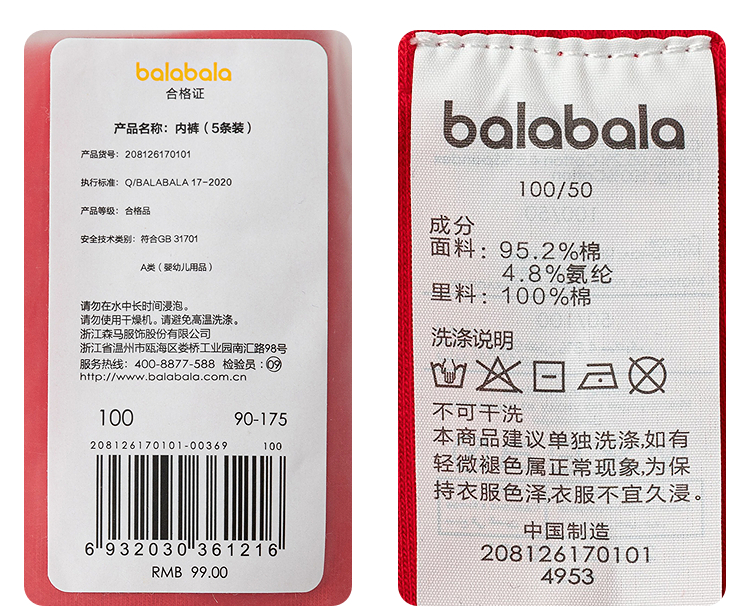 balabala
合格证
产品名称：内裤（5条装）
产品货号：208126170101
执行标准：Q/BALABALA 17-2020
产品等级：合格品
安全技术类别：符合GB 31701
A类（婴幼儿用品）
请勿在水中长时间浸泡。
请勿使用干燥机。请避免高温洗涤。
浙江森马服饰股份有限公司
浙江省温州市瓯海区娄桥工业园南汇路98号
服务热线：400-8877-588 检验员：09
http://www.balabala.com.cn
100 90-175
208126170101-00369 100
6 932030 361216
RMB 99.00
balabala
100/50
成分
面料：95.2%棉
4.8%氨纶
里料：100%棉
洗涤说明
不可干洗
本商品建议单独洗涤,如有
轻微褪色属正常现象,为保
持衣服色泽,衣服不宜久浸。
中国制造
208126170101
4953